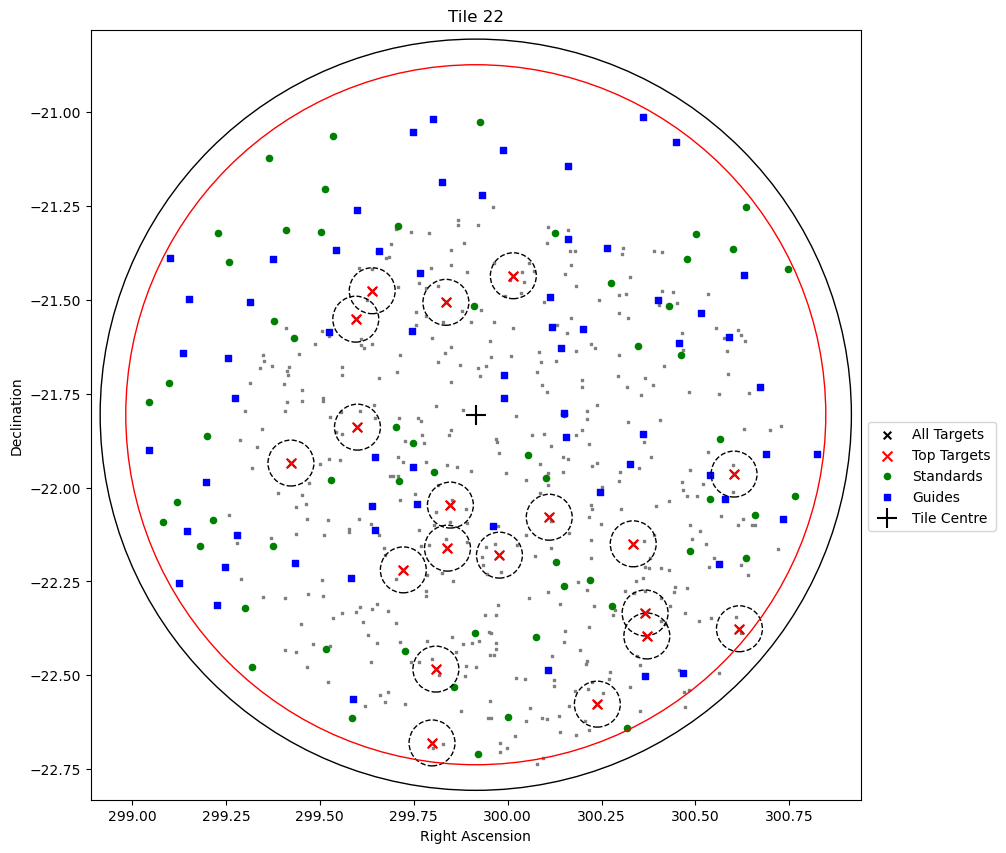 Tile 22
−21.00
−21.25
−21.50
−21.75
−22.00
−22.25
−22.50
−22.75
Declination
299.00 299.25 299.50 299.75 300.00 300.25 300.50 300.75
Right Ascension
All Targets
Top Targets
Standards
Guides
Tile Centre